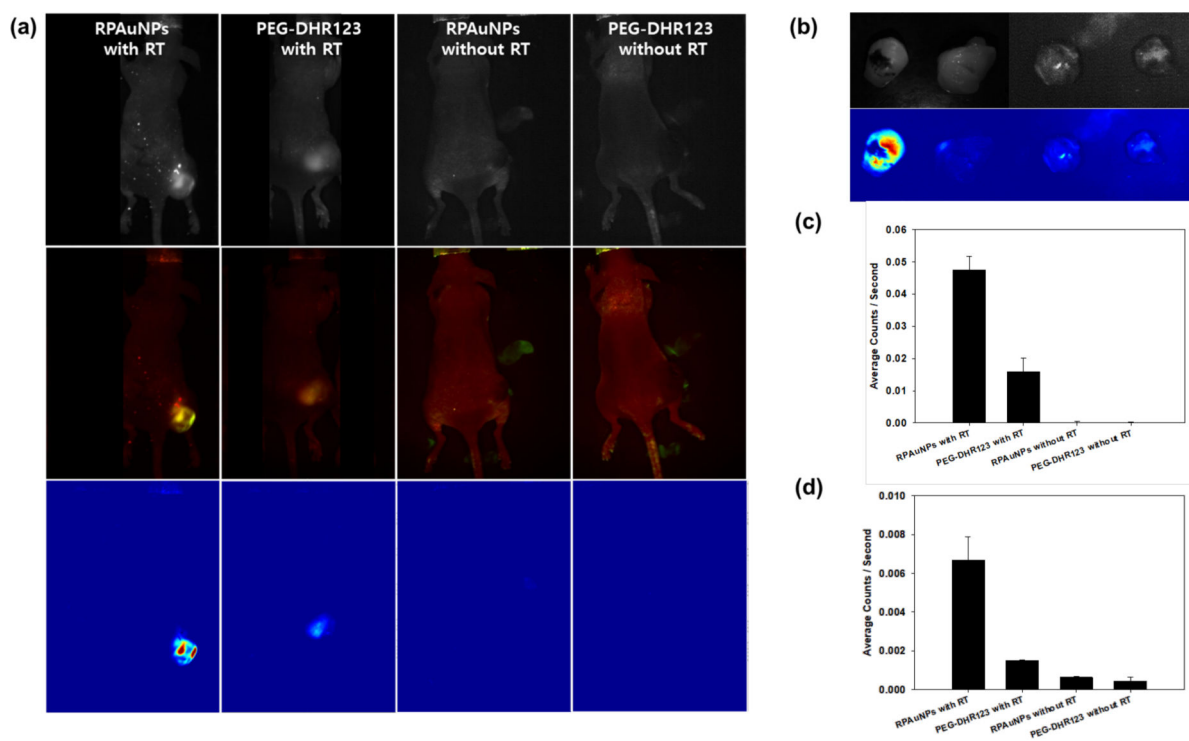 (a)
RPAuNPs
with RT
PEG-DHR123
with RT
RPAuNPs
without RT
PEG-DHR123
without RT
(b)
(c)
0.06
0.05
0.04
0.03
0.02
0.01
0.00
Average Counts / Second
RPAuNPs with RT
PEG-DHR123 with RT
RPAuNPs without RT
PEG-DHR123 without RT
(d)
0.010
0.008
0.006
0.004
0.002
0.000
Average Counts / Second
RPAuNPs with RT
PEG-DHR123 with RT
RPAuNPs without RT
PEG-DHR123 without RT